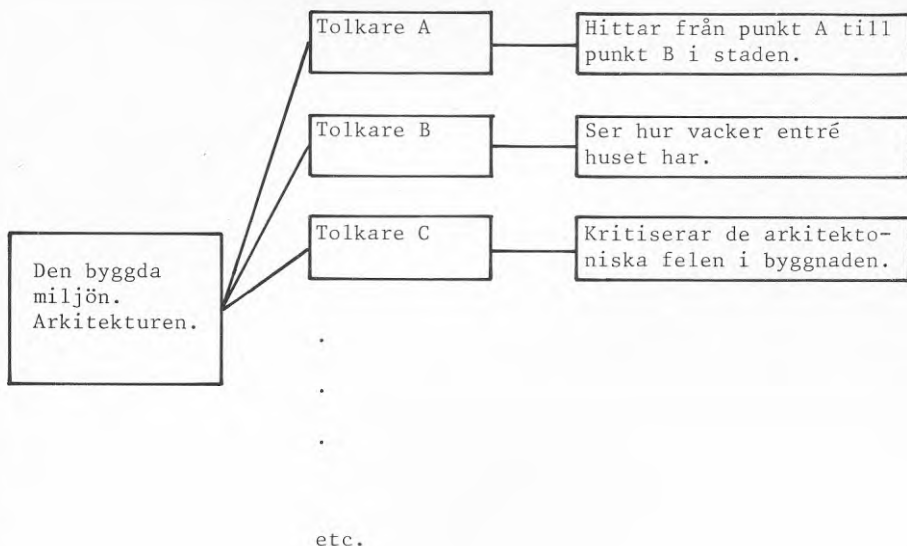 Tolkare A
Hittar från punkt A till
punkt B i staden.
Tolkare B
Ser hur vacker entré
huset har.
Tolkare C
Kritiserar de arkitekto-
niska felen i byggnaden.
Den byggda
miljön.
Arkitekturen.
.
.
.
etc.